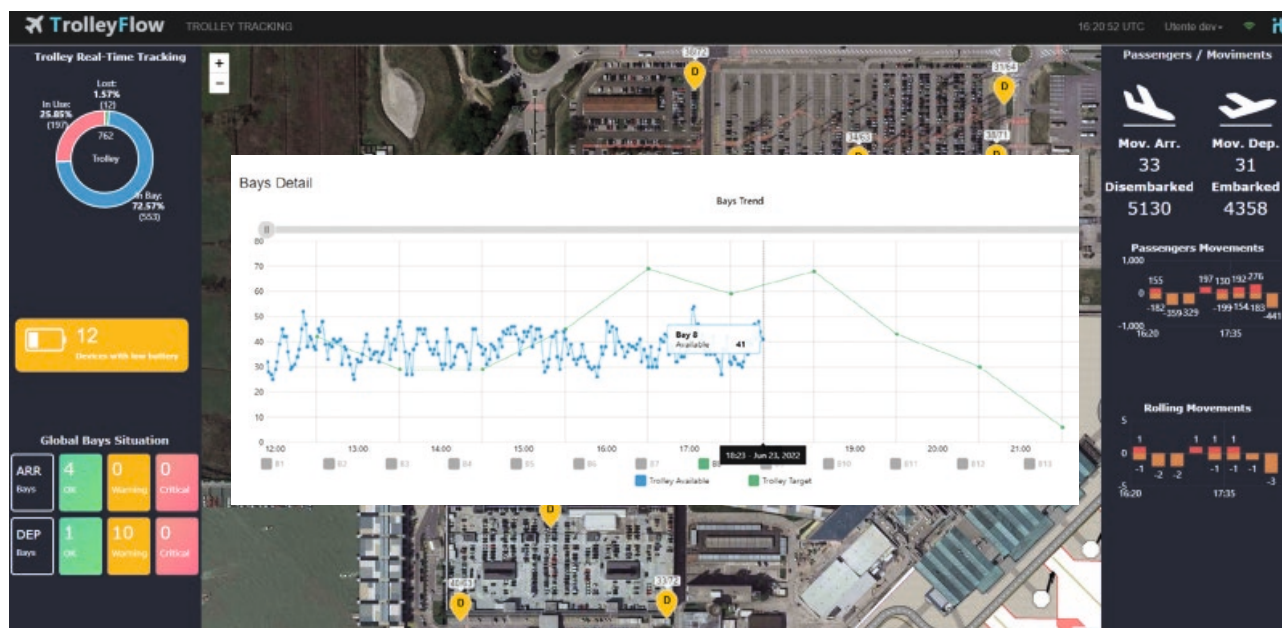 TrolleyFlow
TROLLEY TRACKING
16:20:52 UTC
Utente dev
Trolley Real-Time Tracking
Lost:
1.57%
(12)
In Use:
25.85%
(197)
762
Trolley
In Bay:
72.57%
(553)
12
Devices with low battery
Global Bays Situation
ARR
Bays
4
OK
0
Warning
0
Critical
DEP
Bays
1
OK
10
Warning
0
Critical
+
−
31/64
D
D
34/63
D
38/71
D
Bays Detail
Bays Trend
80
70
60
50
40
30
20
10
0
Bay 8
Available 41
12:00
13:00
14:00
15:00
16:00
17:00
19:00
20:00
21:00
18:23 - Jun 23, 2022
B1
B2
B3
B4
B5
B6
B7
B10
B11
B12
B13
Trolley Available
Trolley Target
D
D
33/72
D
Passengers / Moviments
Mov. Arr.
33
Mov. Dep.
31
Disembarked
5130
Embarked
4358
Passengers Movements
1,000
155
197 130 192 276
0
-182 -359 -329
-199 -154 -183
-441
-1,000
16:20
17:35
Rolling Movements
5
1
1 1 1
0
-1
-2 -2
-1 -1 -1
-3
-5
16:20
17:35